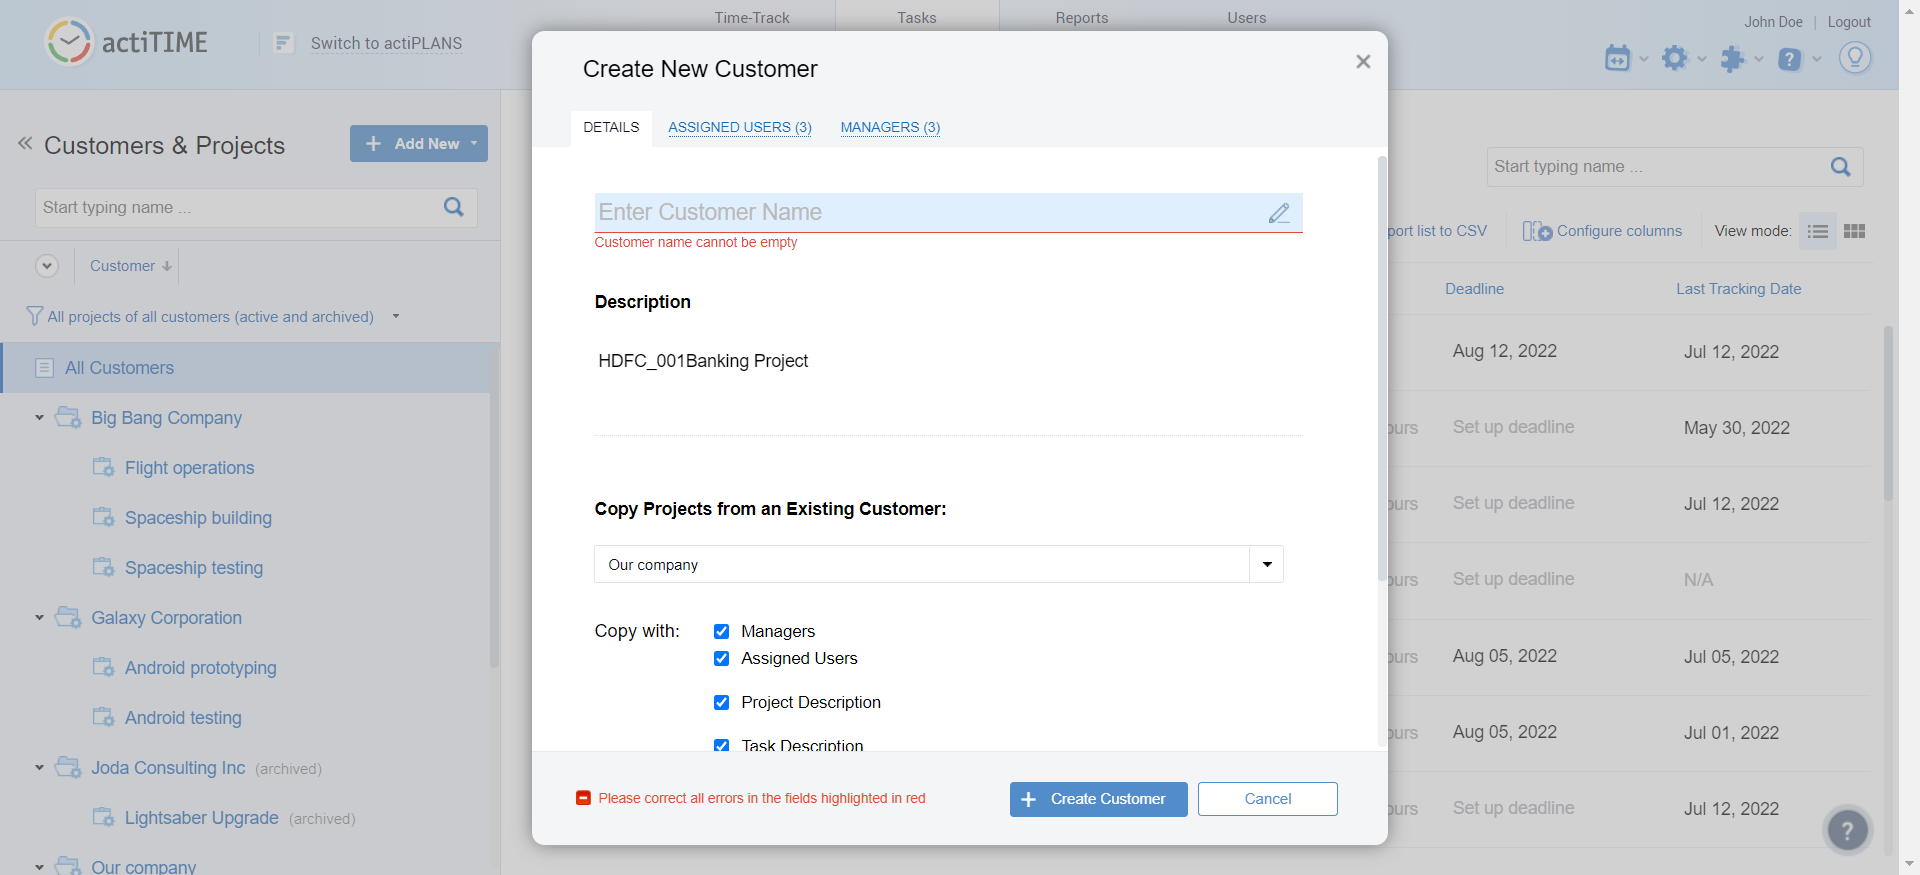 actiTIME
Switch to actiPLANS
Time-Track
Tasks
Reports
Users
John Doe
Logout
Customers & Projects
Add New
Start typing name ...
Customer
All projects of all customers (active and archived)
All Customers
Big Bang Company
Flight operations
Spaceship building
Spaceship testing
Galaxy Corporation
Android prototyping
Android testing
Joda Consulting Inc (archived)
Lightsaber Upgrade (archived)
Our company
Create New Customer
DETAILS
ASSIGNED USERS (3)
MANAGERS (3)
Enter Customer Name
Customer name cannot be empty
Description
HDFC_001Banking Project
Copy Projects from an Existing Customer:
Our company
Copy with:
Managers
Assigned Users
Project Description
Task Description
Please correct all errors in the fields highlighted in red
Create Customer
Cancel
Start typing name ...
port list to CSV
Configure columns
View mode:
Deadline
Last Tracking Date
Aug 12, 2022
Jul 12, 2022
ours
Set up deadline
May 30, 2022
ours
Set up deadline
Jul 12, 2022
ours
Set up deadline
N/A
ours
Aug 05, 2022
Jul 05, 2022
ours
Aug 05, 2022
Jul 01, 2022
ours
Set up deadline
Jul 12, 2022
?